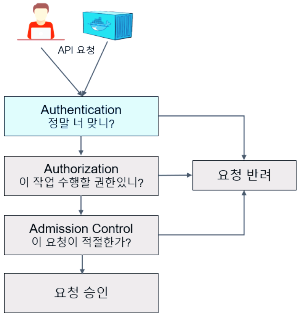 API 요청
Authentication
정말 너 맞니?
Authorization
이 작업 수행할 권한있니?
요청 반려
Admission Control
이 요청이 적절한가?
요청 승인